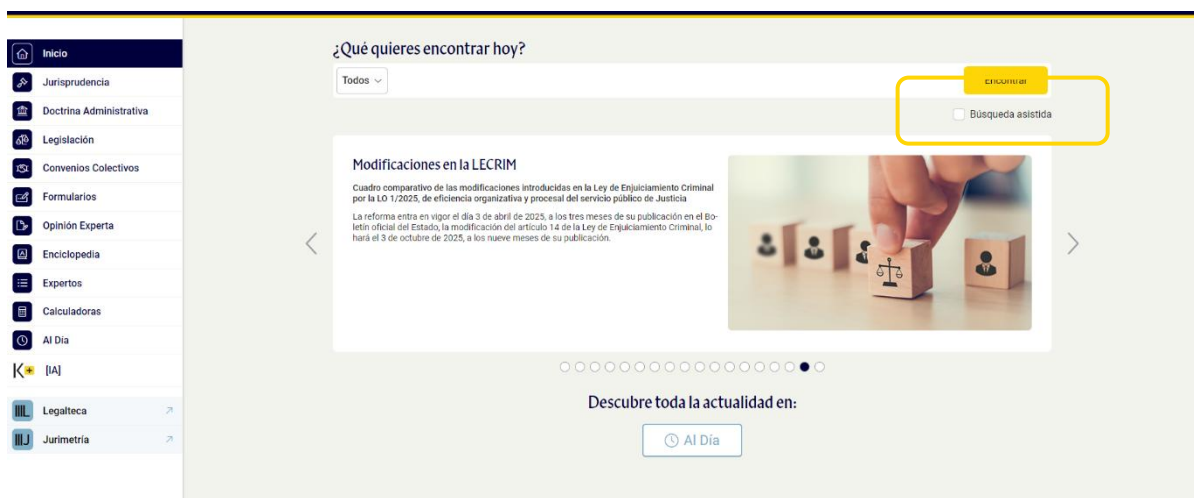 Inicio
Jurisprudencia
Doctrina Administrativa
Legislación
Convenios Colectivos
Formularios
Opinión Experta
Enciclopedia
Expertos
Calculadoras
Al Día
K+ [IA]
Legalteca
Jurimetría
¿Qué quieres encontrar hoy?
Todos
Encontrar
Búsqueda asistida
Modificaciones en la LECRIM
Cuadro comparativo de las modificaciones introducidas en la Ley de Enjuiciamiento Criminal
por la LO 1/2025, de eficiencia organizativa y procesal del servicio público de Justicia
La reforma entra en vigor el día 3 de abril de 2025, a los tres meses de su publicación en el Bo-
letín oficial del Estado, la modificación del artículo 14 de la Ley de Enjuiciamiento Criminal, lo
hará el 3 de octubre de 2025, a los nueve meses de su publicación.
Descubre toda la actualidad en:
Al Día